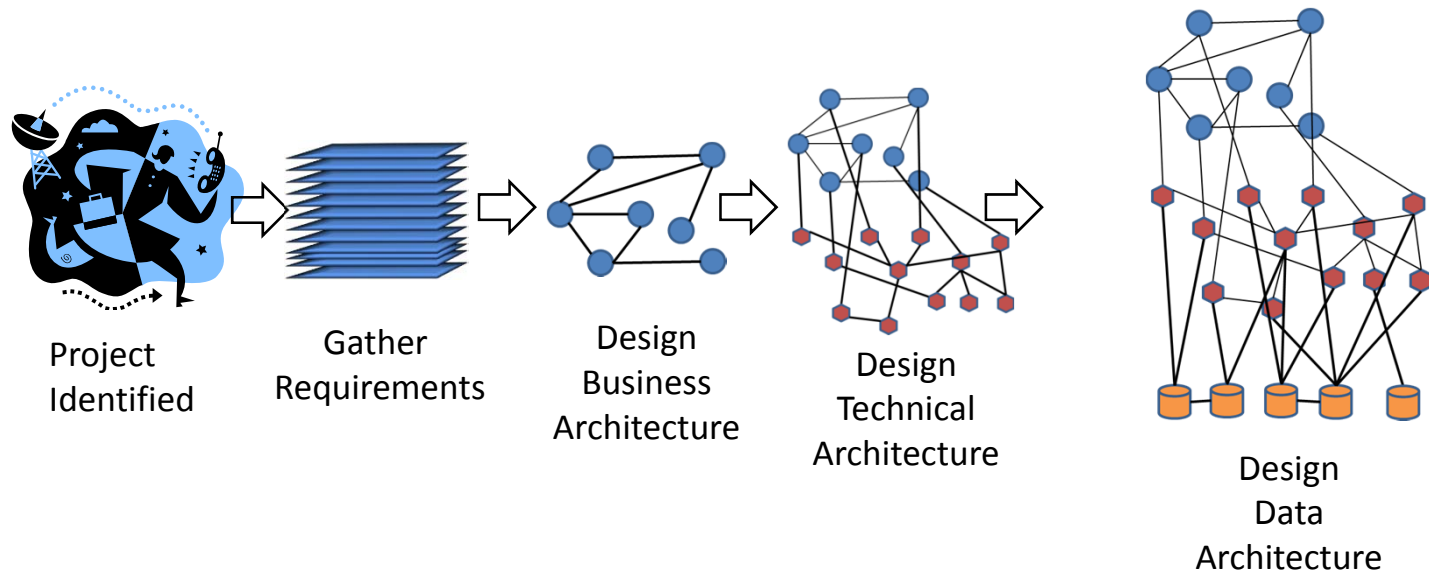 Project
Identified
Gather
Requirements
Design
Business
Architecture
Design
Technical
Architecture
Design
Data
Architecture